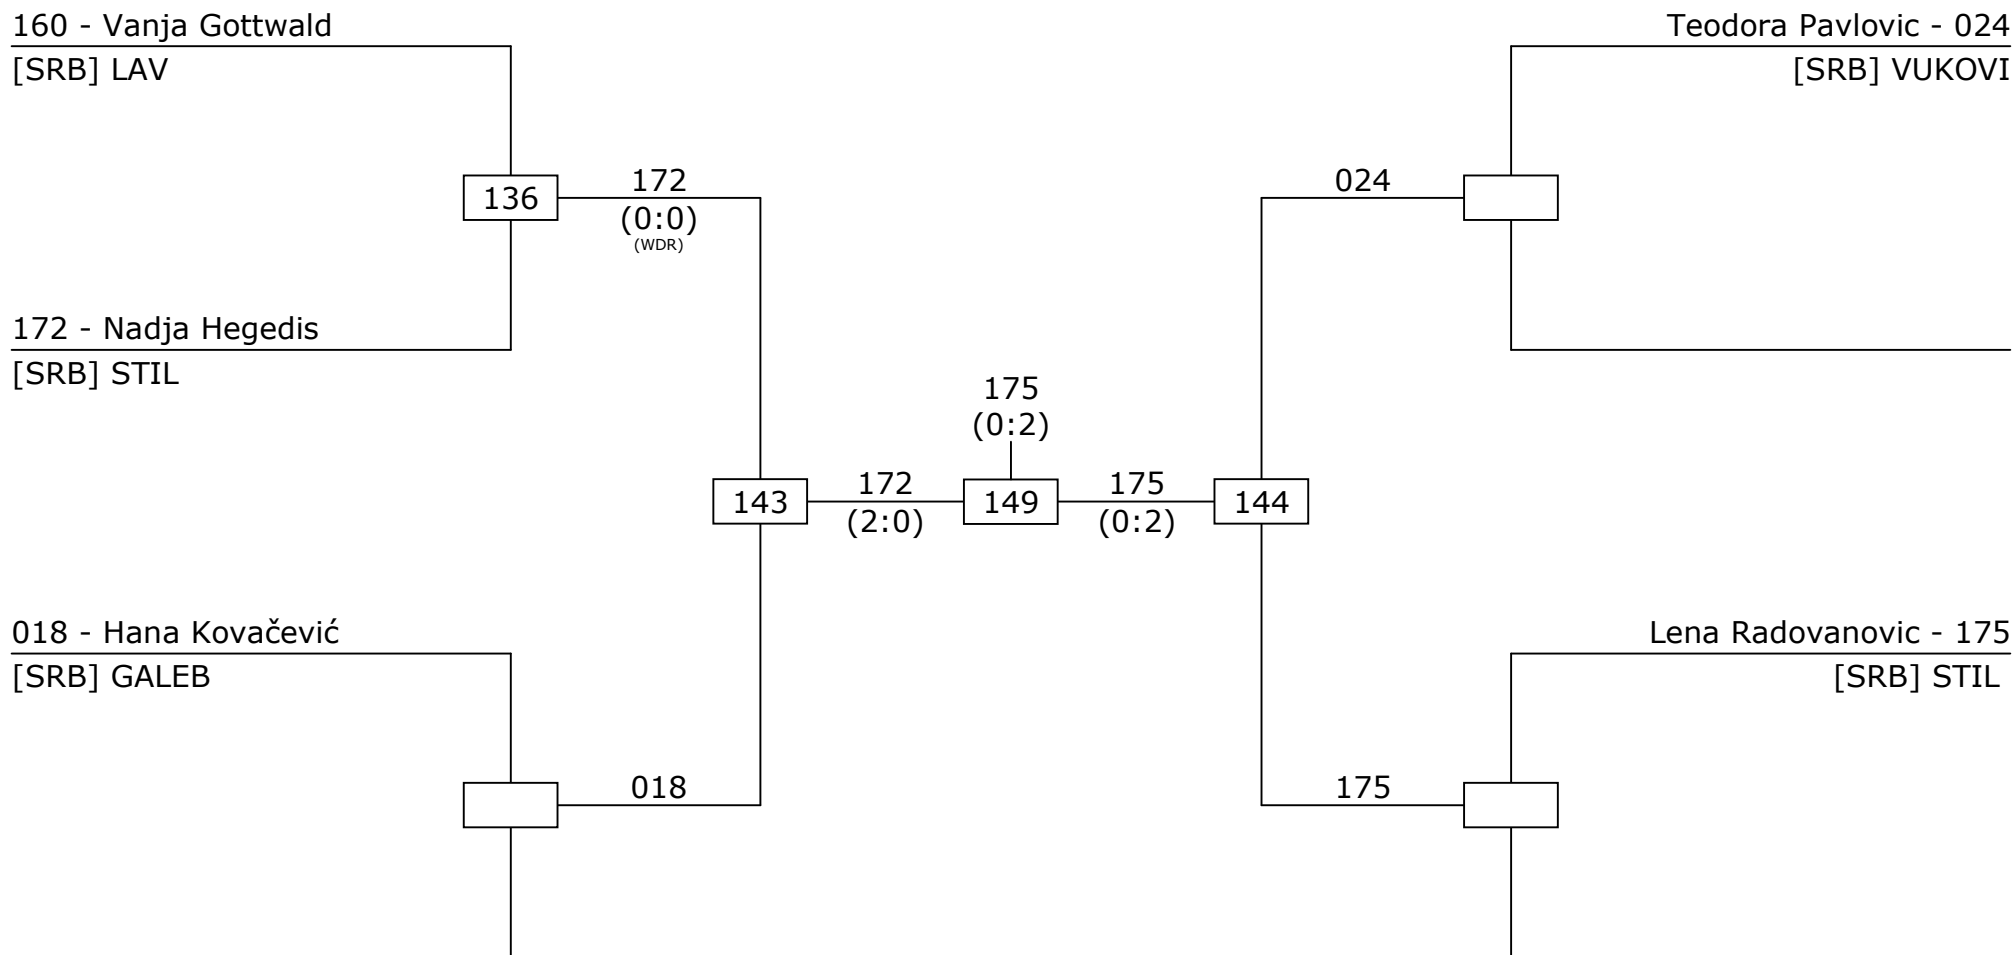 160 - Vanja Gottwald
[SRB] LAV
Teodora Pavlovic - 024
[SRB] VUKOVI
136
172
(0:0)
(WDR)
024
172 - Nadja Hegedis
[SRB] STIL
175
(0:2)
143
172
(2:0)
149
175
(0:2)
144
018 - Hana Kovačević
[SRB] GALEB
Lena Radovanovic - 175
[SRB] STIL
018
175